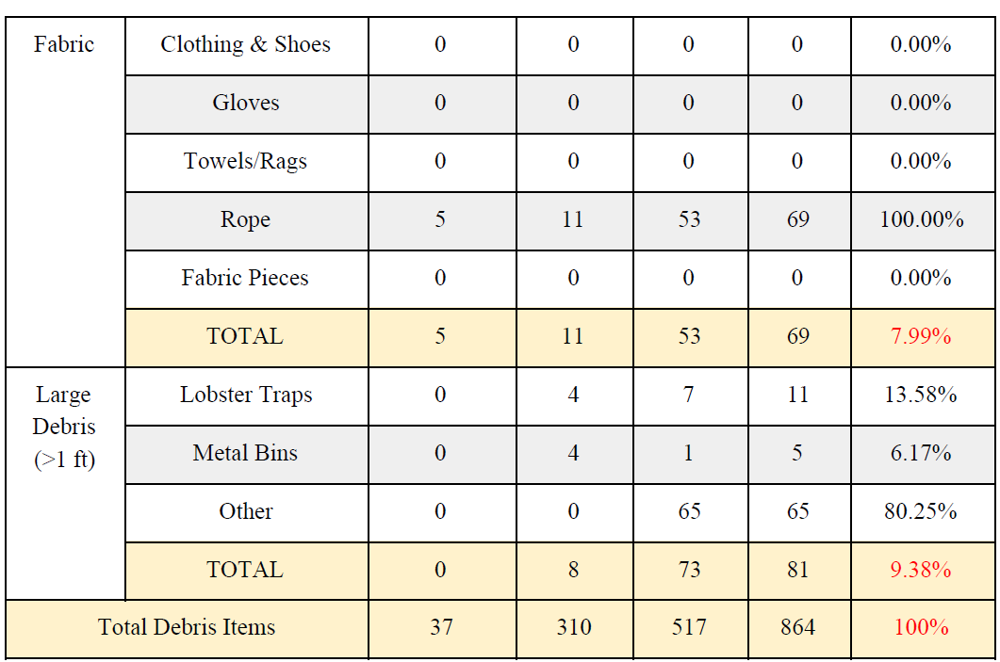 Fabric Clothing & Shoes 0 0 0 0 0.00%
Gloves 0 0 0 0 0.00%
Towels/Rags 0 0 0 0 0.00%
Rope 5 11 53 69 100.00%
Fabric Pieces 0 0 0 0 0.00%
TOTAL 5 11 53 69 7.99%
Large
Debris
(>1 ft)
Lobster Traps 0 4 7 11 13.58%
Metal Bins 0 4 1 5 6.17%
Other 0 0 65 65 80.25%
TOTAL 0 8 73 81 9.38%
Total Debris Items 37 310 517 864 100%